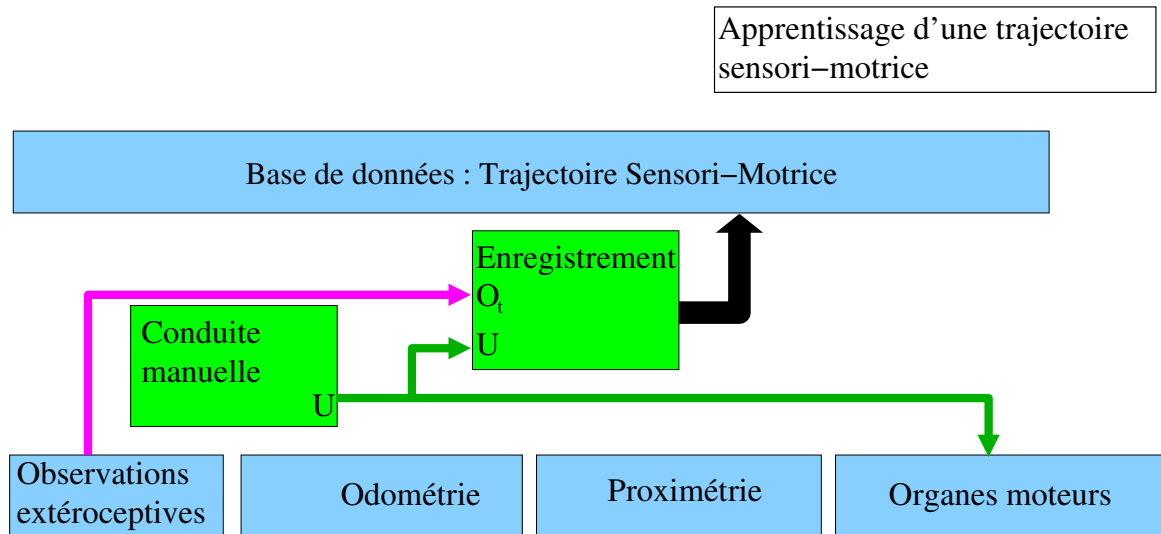 Apprentissage d'une trajectoire
sensori−motrice
Base de données : Trajectoire Sensori−Motrice
Enregistrement
O_t
U
Conduite
manuelle
U
Observations
extéroceptives
Odométrie
Proximétrie
Organes moteurs